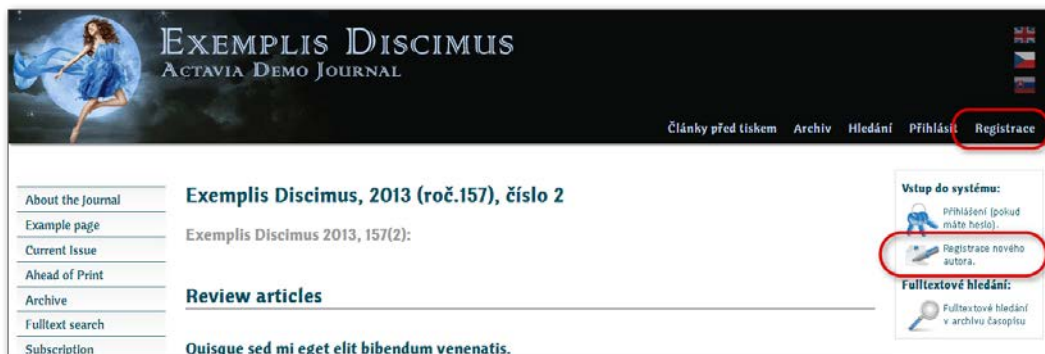 Exemplis Discimus
Actavia Demo Journal
Články před tiskem Archiv Hledání Přihlásit Registrace
About the Journal
Example page
Current Issue
Ahead of Print
Archive
Fulltext search
Subscription
Exemplis Discimus, 2013 (roč.157), číslo 2
Exemplis Discimus 2013, 157(2):
Review articles
Quisque sed mi eget elit bibendum venenatis.
Vstup do systému:
Přihlášení (pokud
máte heslo).
Registrace nového
autora.
Fulltextové hledání:
Fulltextové hledání
v archivu časopisu